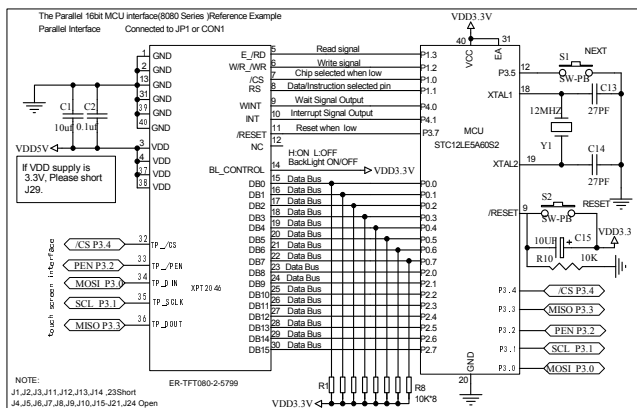 The Parallel 16bit MCU interface(8080 Series )Reference Example
Parallel Interface Connected to JP1 or CON1
1 GND
2 GND
13 GND
31 GND
39 GND
40 GND
3 VDD
4 VDD
37 VDD
38 VDD
C1 10uf
C2 0.1uf
VDD5V
If VDD supply is
3.3V, Please short
J29.
E_/RD 5 Read signal P1.3
W/R_/WR 6 Write signal P1.2
/CS 7 Chip selected when low P1.0
RS 8 Data/Instruction selected pin P1.1
WINT 9 Wait Signal Output P4.0
INT 10 Interrupt Signal Output P4.1
/RESET 11 Reset when low P3.7
NC 12
H:ON L:OFF
BL_CONTROL 14 BackLight ON/OFF VDD3.3V
DB0 15 Data Bus P0.0
DB1 16 Data Bus P0.1
DB2 17 Data Bus P0.2
DB3 18 Data Bus P0.3
DB4 19 Data Bus P0.4
DB5 20 Data Bus P0.5
DB6 21 Data Bus P0.6
DB7 22 Data Bus P0.7
DB8 23 Data Bus P2.0
DB9 24 Data Bus P2.1
DB10 25 Data Bus P2.2
DB11 26 Data Bus P2.3
DB12 27 Data Bus P2.4
DB13 28 Data Bus P2.5
DB14 29 Data Bus P2.6
DB15 30 Data Bus P2.7
touch screen interface
/CS P3.4 32 TP_/CS
PEN P3.2 33 TP_/PEN
MOSI P3.0 34 TP_DIN
SCL P3.1 35 TP_SCLK
MISO P3.3 36 TP_DOUT
XPT2046
ER-TFT080-2-5799
R1
R8
10K*8
VDD3.3V
VDD3.3V
40 VCC
31 EA
MCU
STC12LE5A60S2
P3.5 12 S1 NEXT
SW-PB
XTAL1 18 C13
27PF
12MHZ
Y1
XTAL2 19 C14
27PF
/RESET 9 S2 RESET
SW-PB
VDD3.3
10UF + C15
R10 10K
P3.4 /CS P3.4
P3.3 MISO P3.3
P3.2 PEN P3.2
P3.1 SCL P3.1
P3.0 MOSI P3.0
GND
20
NOTE:
J1,J2,J3,J11,J12,J13,J14 ,23Short
J4,J5,J6,J7,J8,J9,J10,J15-J21,J24 Open